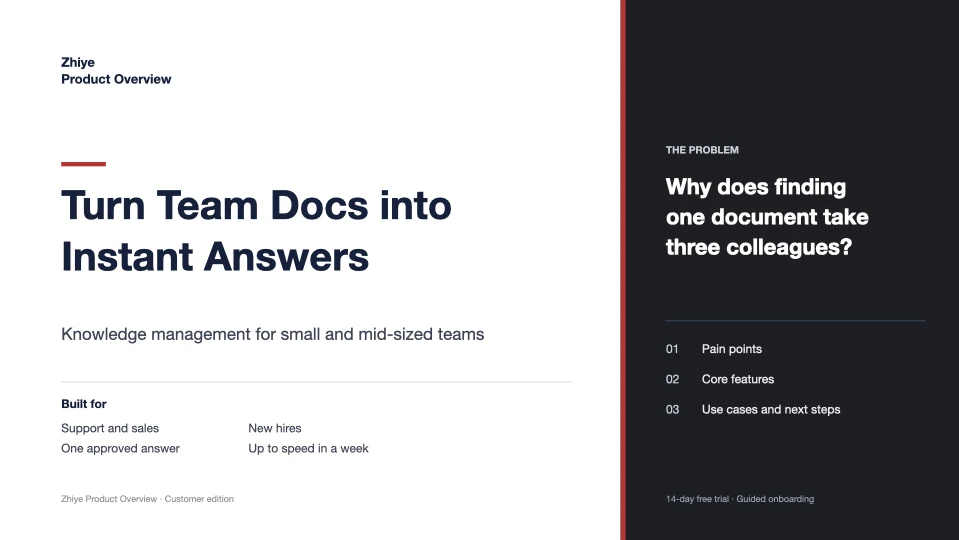 Zhiye
Product Overview
Turn Team Docs into
Instant Answers
Knowledge management for small and mid-sized teams
Built for
Support and sales
One approved answer
New hires
Up to speed in a week
Zhiye Product Overview · Customer edition
THE PROBLEM
Why does finding
one document take
three colleagues?
01 Pain points
02 Core features
03 Use cases and next steps
14-day free trial · Guided onboarding